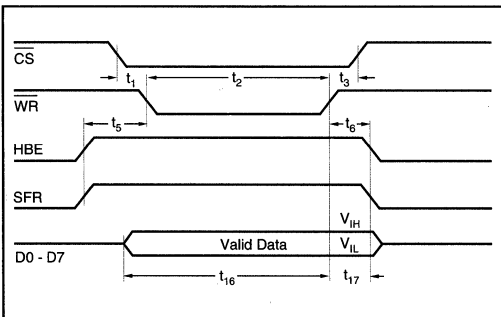 CS
t1 t2 t3
WR
t5 t6
HBE
SFR
VIH
Valid Data VIL
D0 - D7
t16 t17